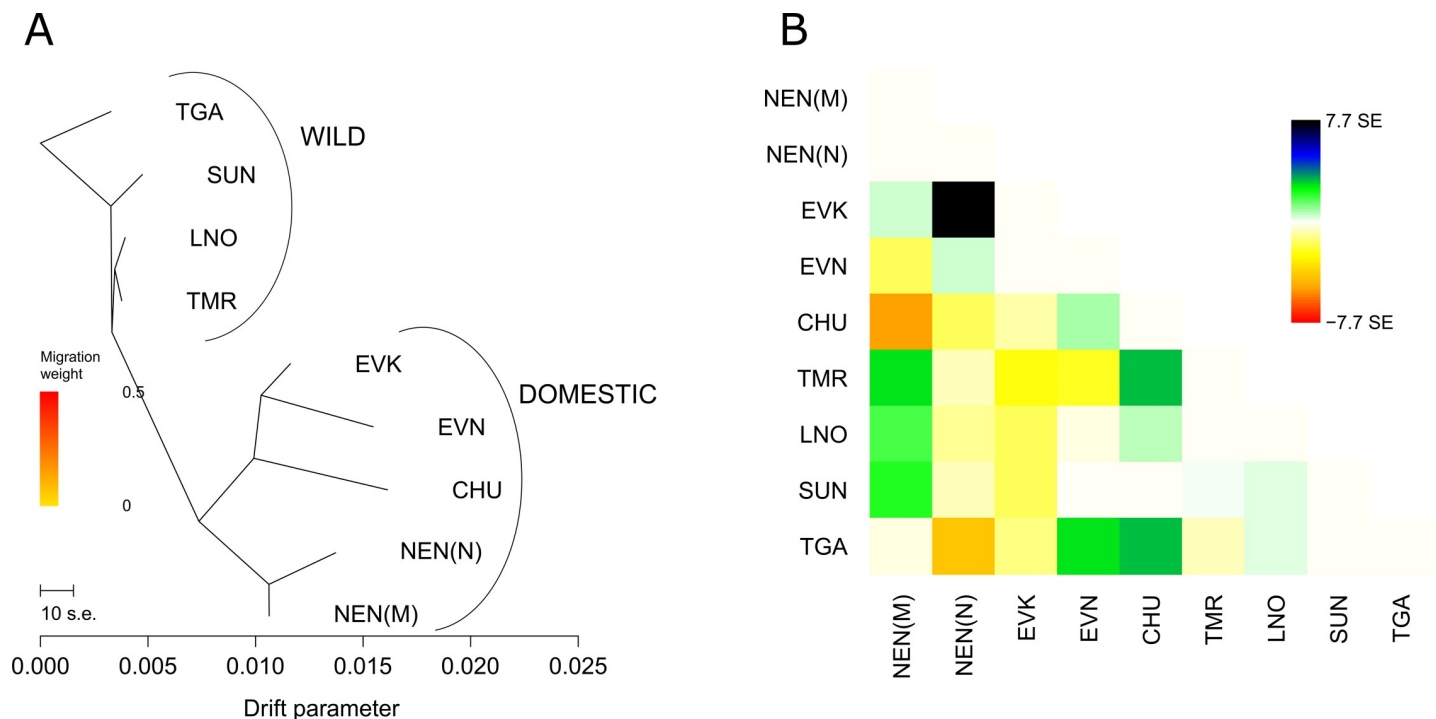 A
TGA
WILD
SUN
LNO
TMR
Migration
weight
0.5
0
EVK
DOMESTIC
EVN
CHU
NEN(N)
NEN(M)
10 s.e.
0.000 0.005 0.010 0.015 0.020 0.025
Drift parameter
B
NEN(M)
NEN(N)
EVK
EVN
CHU
TMR
LNO
SUN
TGA
7.7 SE
−7.7 SE
NEN(M) NEN(N) EVK EVN CHU TMR LNO SUN TGA